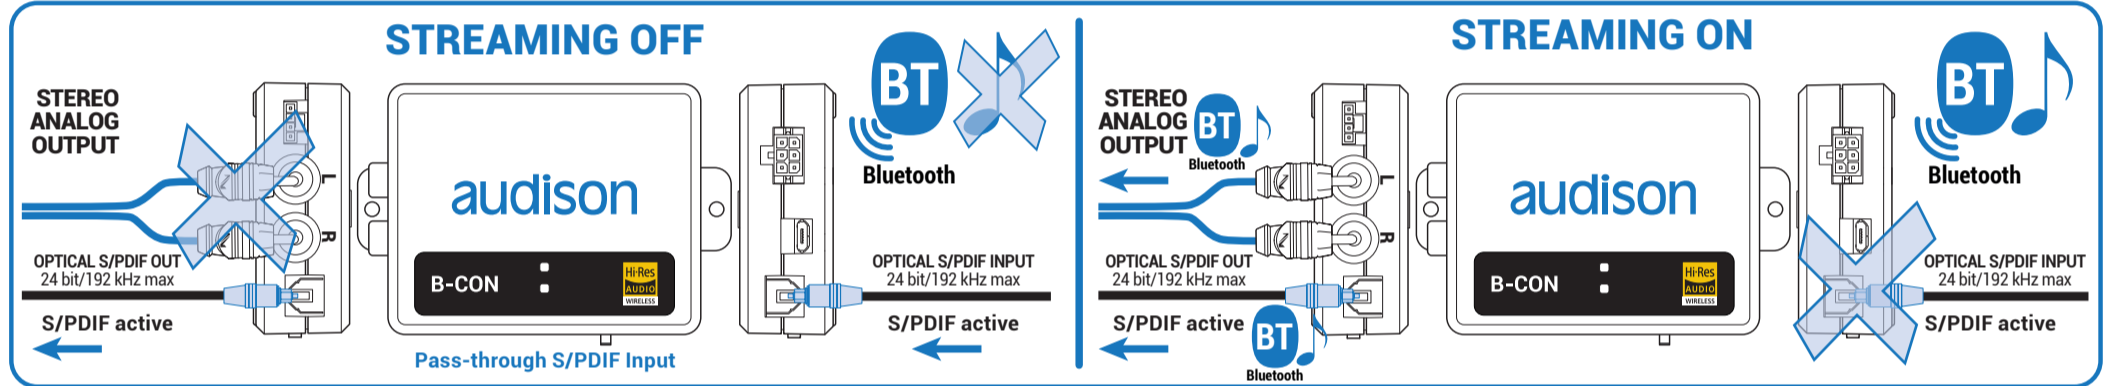 STREAMING OFF
BT
Bluetooth
STEREO
ANALOG
OUTPUT
L
R
audison
B-CON
Hi-Res
AUDIO
WIRELESS
OPTICAL S/PDIF OUT
24 bit/192 kHz max
S/PDIF active
OPTICAL S/PDIF INPUT
24 bit/192 kHz max
S/PDIF active
Pass-through S/PDIF Input
STREAMING ON
BT
Bluetooth
STEREO
ANALOG
OUTPUT
BT
Bluetooth
L
R
audison
B-CON
Hi-Res
AUDIO
WIRELESS
OPTICAL S/PDIF OUT
24 bit/192 kHz max
S/PDIF active
BT
Bluetooth
OPTICAL S/PDIF INPUT
24 bit/192 kHz max
S/PDIF active